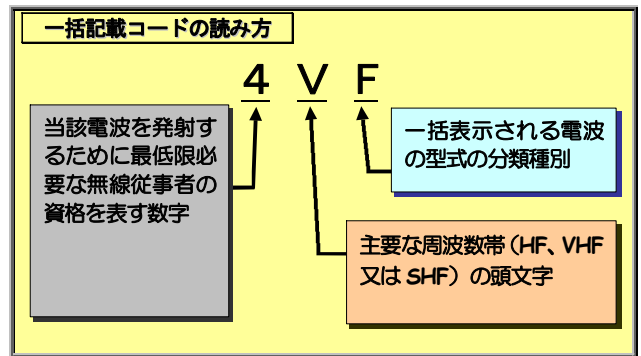 一括記載コードの読み方
4 V F
当該電波を発射す
るために最低限必
要な無線従事者の
資格を表す数字
一括表示される電波
の型式の分類種別
主要な周波数帯（HF、VHF
又は SHF）の頭文字